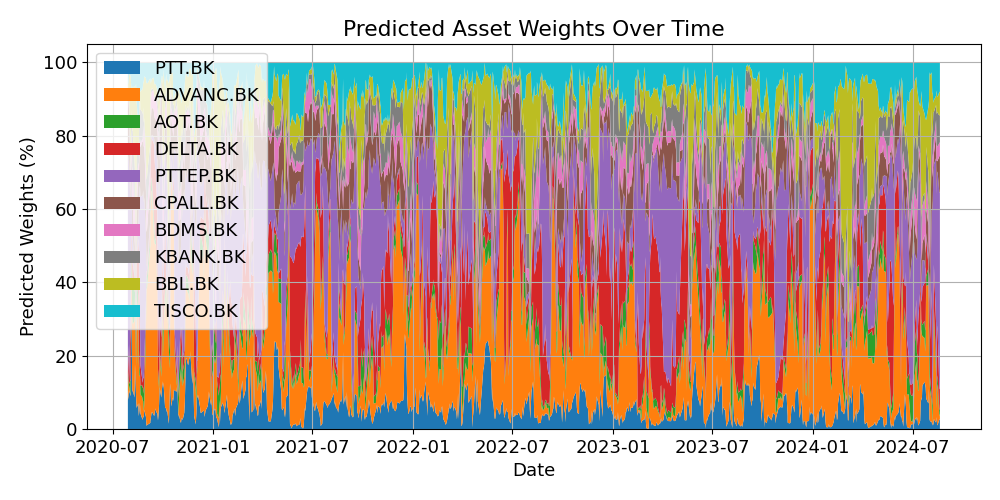 Predicted Asset Weights Over Time
Predicted Weights (%)
100
80
60
40
20
0
PTT.BK
ADVANC.BK
AOT.BK
DELTA.BK
PTTEP.BK
CPALL.BK
BDMS.BK
KBANK.BK
BBL.BK
TISCO.BK
2020-07 2021-01 2021-07 2022-01 2022-07 2023-01 2023-07 2024-01 2024-07
Date